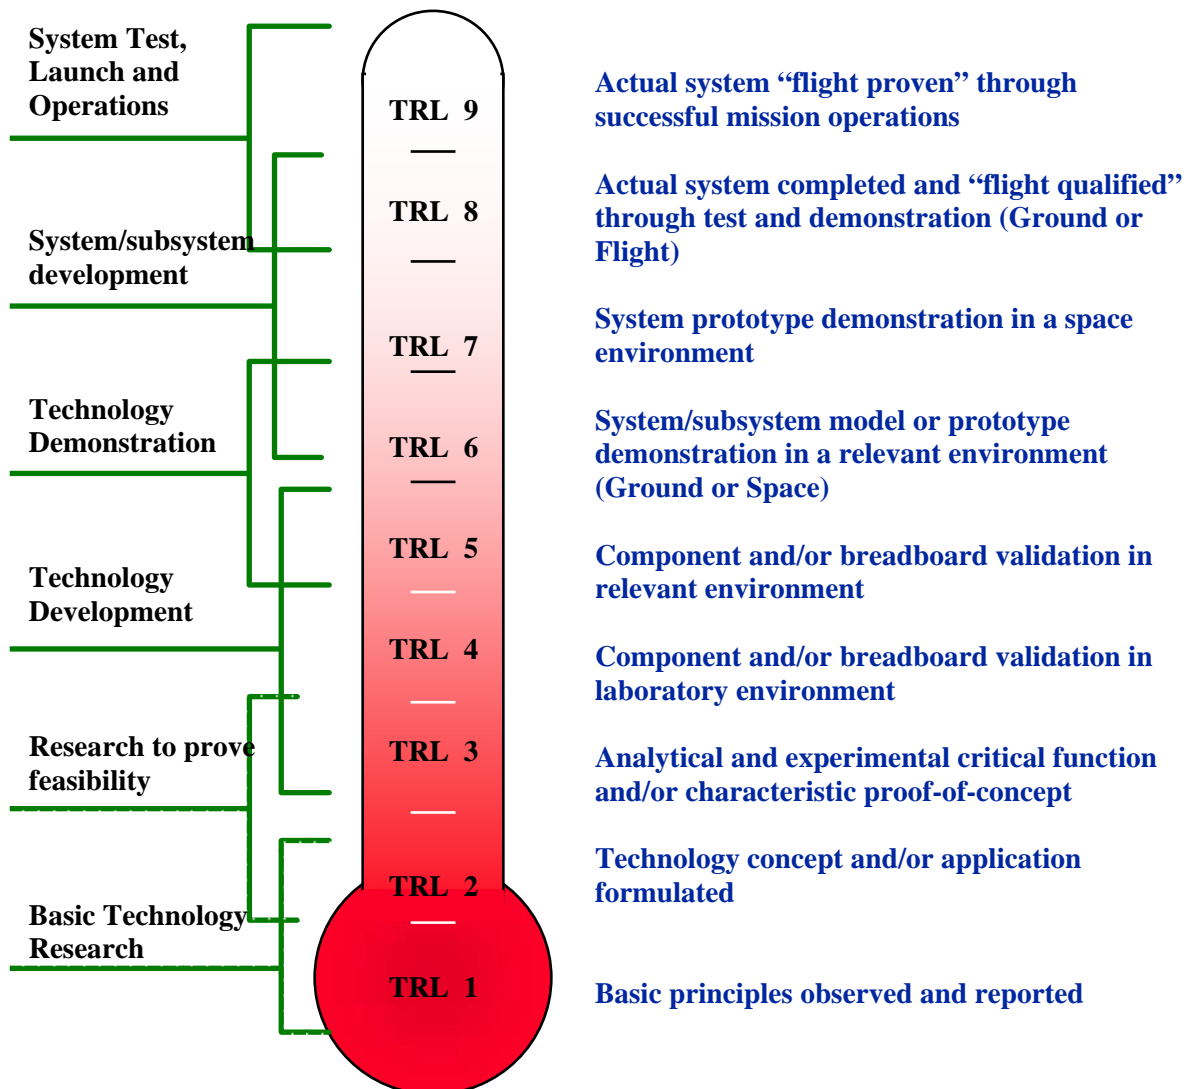 System Test,
Launch and
Operations
System/subsystem
development
Technology
Demonstration
Technology
Development
Research to prove
feasibility
Basic Technology
Research
TRL 9
TRL 8
TRL 7
TRL 6
TRL 5
TRL 4
TRL 3
TRL 2
TRL 1
Actual system “flight proven” through
successful mission operations
Actual system completed and “flight qualified”
through test and demonstration (Ground or
Flight)
System prototype demonstration in a space
environment
System/subsystem model or prototype
demonstration in a relevant environment
(Ground or Space)
Component and/or breadboard validation in
relevant environment
Component and/or breadboard validation in
laboratory environment
Analytical and experimental critical function
and/or characteristic proof-of-concept
Technology concept and/or application
formulated
Basic principles observed and reported